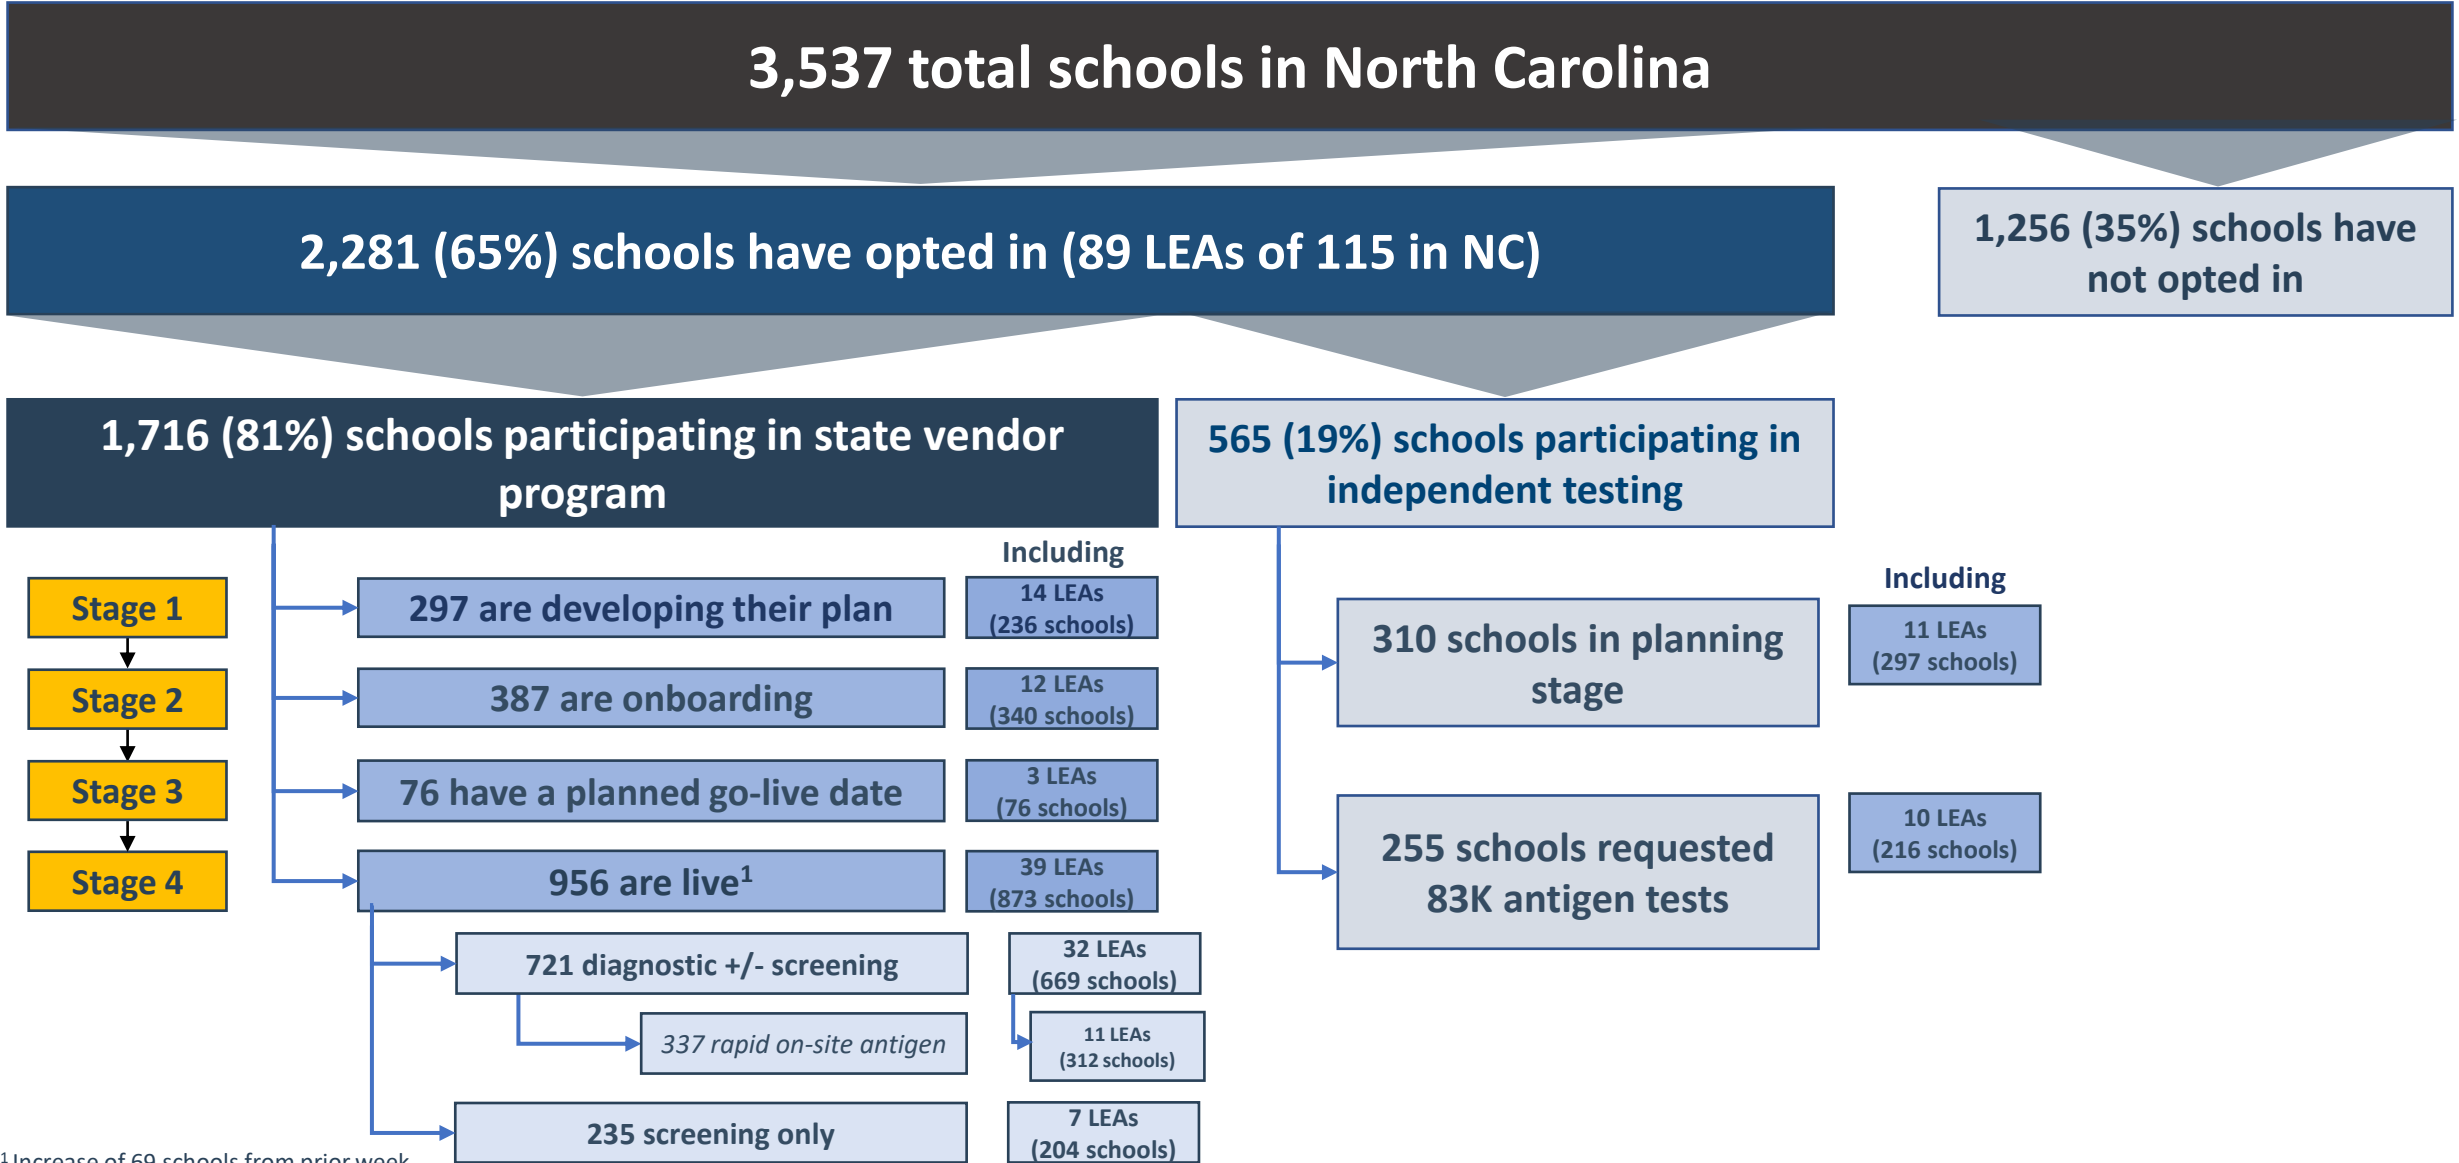 3,537 total schools in North Carolina
2,281 (65%) schools have opted in (89 LEAs of 115 in NC)
1,256 (35%) schools have
not opted in
1,716 (81%) schools participating in state vendor
program
565 (19%) schools participating in
independent testing
Including
Stage 1
297 are developing their plan
14 LEAs
(236 schools)
Stage 2
387 are onboarding
12 LEAs
(340 schools)
Stage 3
76 have a planned go-live date
3 LEAs
(76 schools)
Stage 4
956 are live¹
39 LEAs
(873 schools)
721 diagnostic +/- screening
32 LEAs
(669 schools)
337 rapid on-site antigen
11 LEAs
(312 schools)
235 screening only
7 LEAs
(204 schools)
Including
310 schools in planning
stage
11 LEAs
(297 schools)
255 schools requested
83K antigen tests
10 LEAs
(216 schools)
¹ Increase of 69 schools from prior week